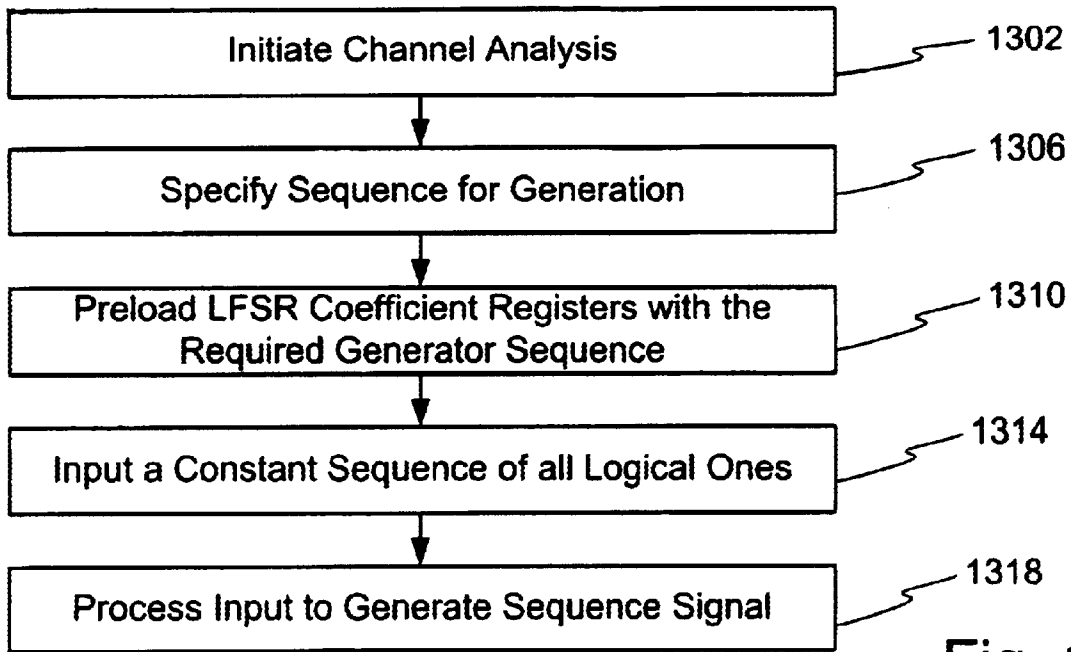 Initiate Channel Analysis
1302
Specify Sequence for Generation
1306
Preload LFSR Coefficient Registers with the
Required Generator Sequence
1310
Input a Constant Sequence of all Logical Ones
1314
Process Input to Generate Sequence Signal
1318